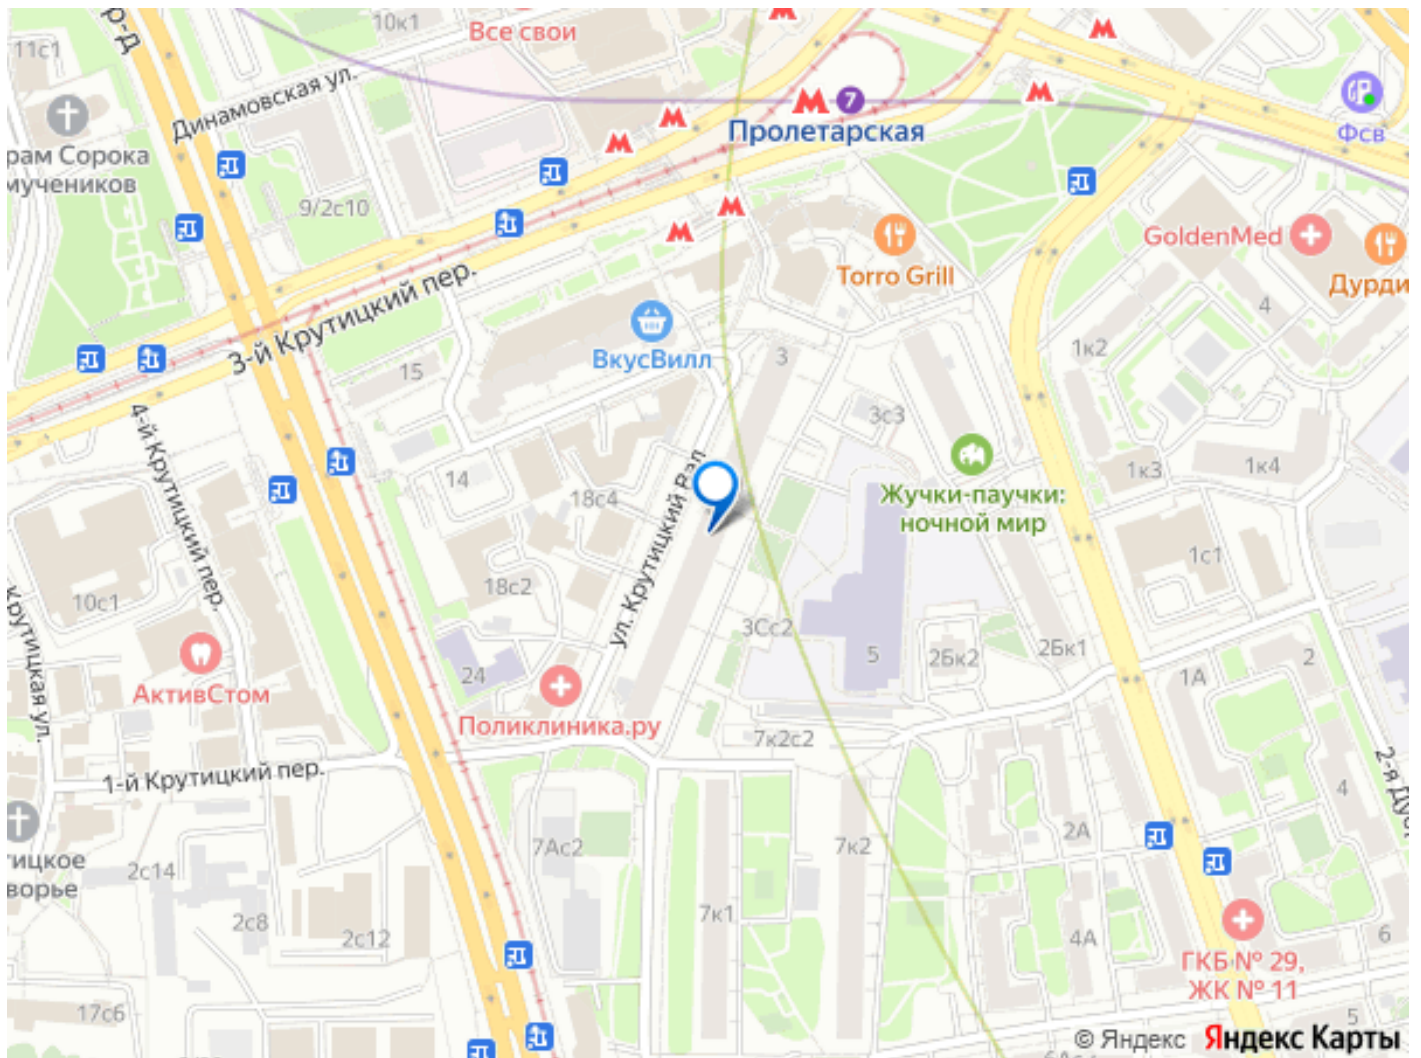 р-д
10к1
Все свои
11с1
Динамовская ул.
7
Пролетарская
Фсв
рам Сорока
мучеников
9/2с10
GoldenMed
Torro Grill
Дурди
4
3-й Крутицкий пер.
ВкусВилл
3
1к2
15
3с3
4-й Крутицкий пер.
14
18с4
ул. Крутицкий Вал
Жучки-паучки:
ночной мир
1к3
1к4
1с1
10с1
18с2
крутицкая ул.
3Сс2
5
2Бк2
2Бк1
2
1А
24
АктивСтом
Поликлиника.ру
7к2с2
1-й Крутицкий пер.
2-я Дуб
4
2А
7Ас2
7к2
тицкое
ворье
2с14
2с8
2с12
7к1
4А
6
ГКБ № 29,
ЖК № 11
17с6
5
© Яндекс Яндекс Карты